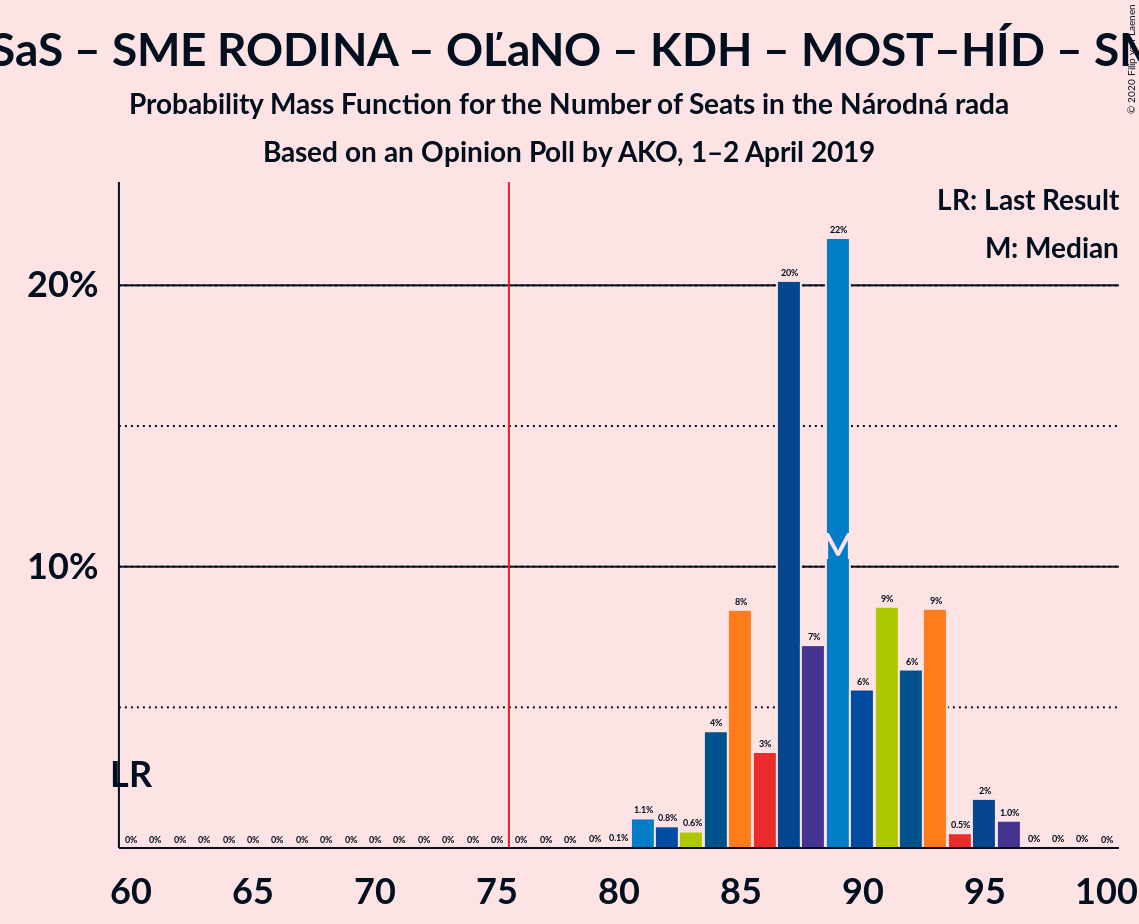 SaS – SME RODINA – OĽaNO – KDH – MOST–HÍD –
Probability Mass Function for the Number of Seats in the Národná rada
Based on an Opinion Poll by AKO, 1–2 April 2019
© 2020 Filip van Laenen
LR: Last Result
M: Median
20%
10%
LR
M
0% 0% 0% 0% 0% 0% 0% 0% 0% 0% 0% 0% 0% 0% 0% 0% 0% 0% 0% 0% 0.1% 1.1% 0.8% 0.6% 4% 8% 3% 20% 7% 22% 6% 9% 6% 9% 0.5% 2% 1.0% 0% 0% 0% 0%
60 65 70 75 80 85 90 95 100